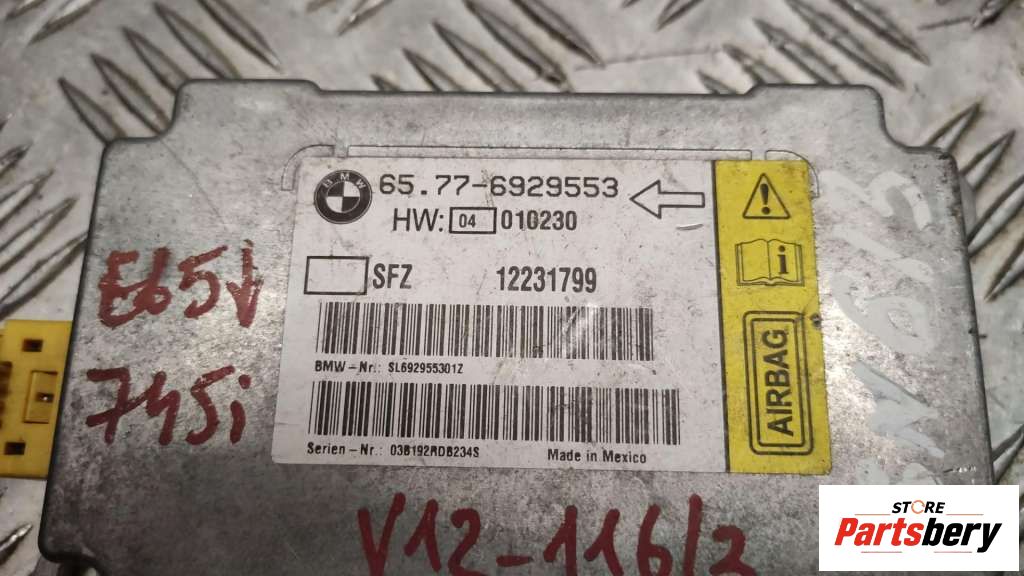 BMW
65.77-6929553
HW: 04 010230
SFZ 12231799
BMW-Nr.: SL692955301Z
Serien-Nr.: 03B192RDB234S
Made in Mexico
i
AIRBAG
E65
745i
V12-116/2
STORE
Partsbery